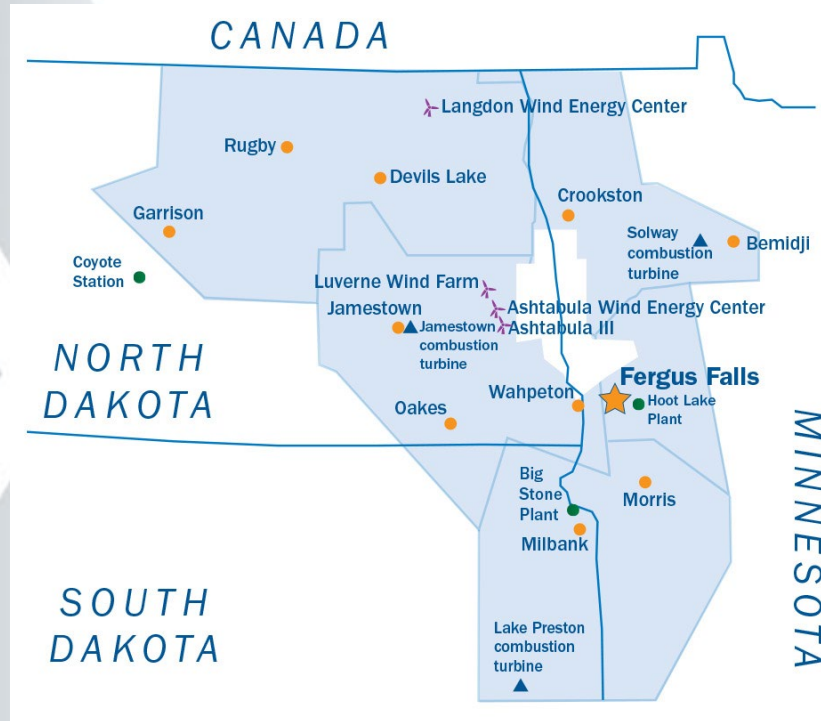 CANADA
Langdon Wind Energy Center
Rugby
Devils Lake
Crookston
Garrison
Solway
combustion
turbine
Bemidji
Coyote
Station
Luverne Wind Farm
Jamestown
Ashtabula Wind Energy Center
Jamestown
combustion
turbine
Ashtabula III
NORTH
DAKOTA
Fergus Falls
Wahpeton
Hoot Lake
Plant
Oakes
MINNESOTA
Big
Stone
Plant
Morris
Milbank
SOUTH
DAKOTA
Lake Preston
combustion
turbine